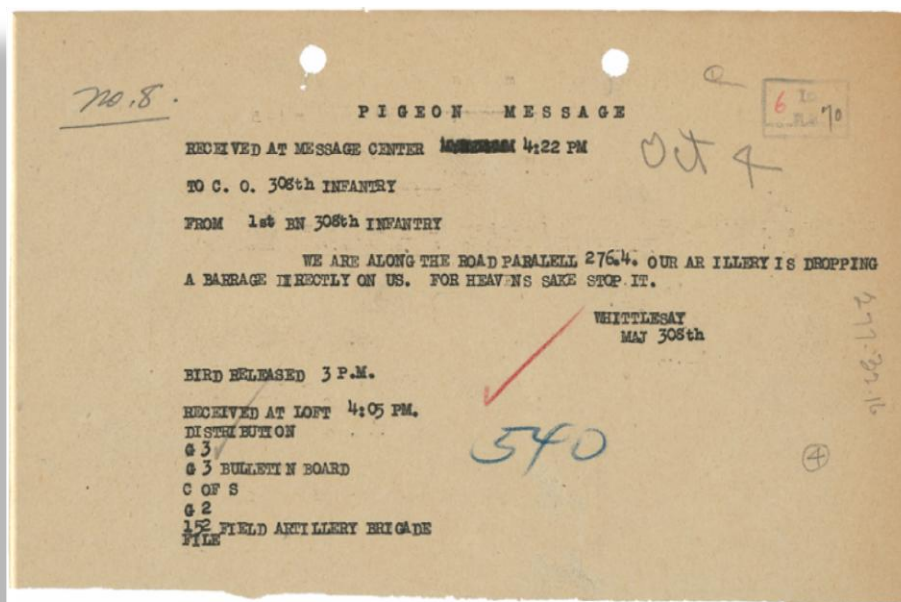 no. 8.
PIGEON MESSAGE
6
70
RECEIVED AT MESSAGE CENTER 4:22 PM
Oct 4
TO C. O. 308th INFANTRY
FROM 1st BN 308th INFANTRY
WE ARE ALONG THE ROAD PARALELL 276.4. OUR AR ILLERY IS DROPPING
A BARRAGE DIRECTLY ON US. FOR HEAVENS SAKE STOP IT.
WHITTLESAY
MAJ 308th
BIRD RELEASED 3 P.M.
RECEIVED AT LOFT 4:05 PM.
DISTRIBUTION
G 3
G 3 BULLETIN BOARD
C OF S
G 2
152 FIELD ARTILLERY BRIGADE
FILE
540
4